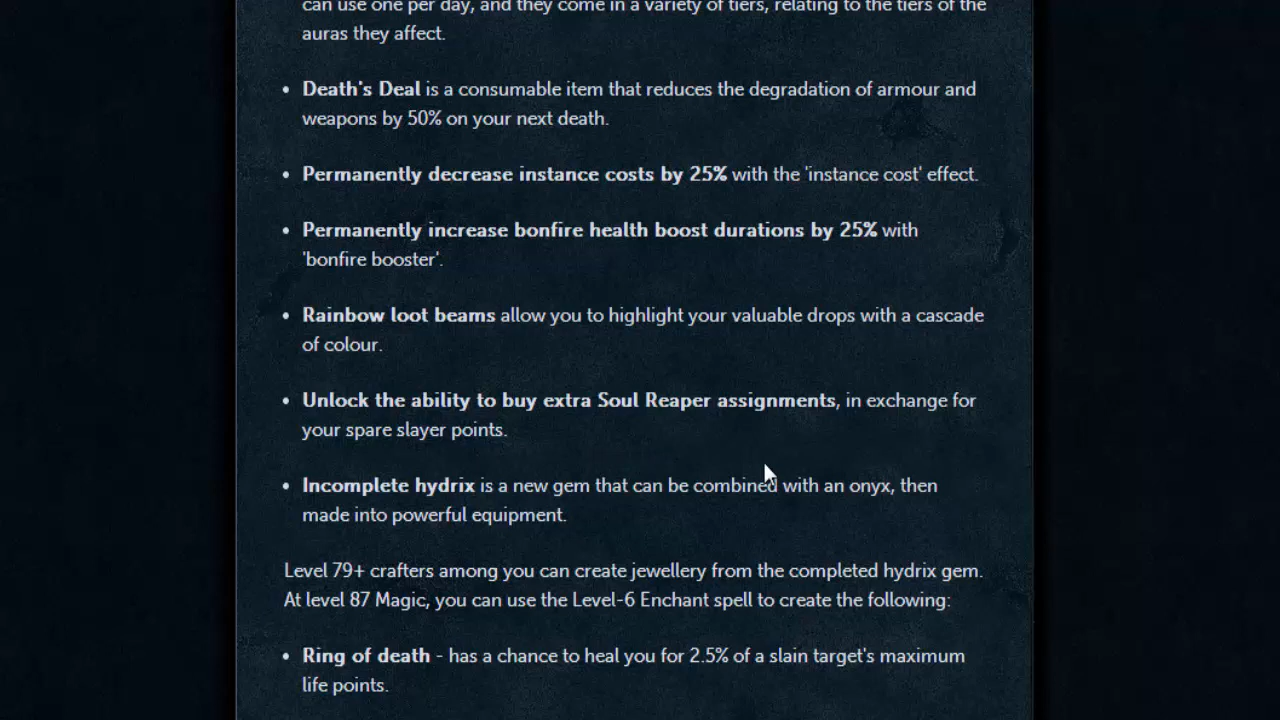 can use one per day, and they come in a variety of tiers, relating to the tiers of the
auras they affect.
• Death's Deal is a consumable item that reduces the degradation of armour and
weapons by 50% on your next death.
• Permanently decrease instance costs by 25% with the 'instance cost' effect.
• Permanently increase bonfire health boost durations by 25% with
'bonfire booster'.
• Rainbow loot beams allow you to highlight your valuable drops with a cascade
of colour.
• Unlock the ability to buy extra Soul Reaper assignments, in exchange for
your spare slayer points.
• Incomplete hydrix is a new gem that can be combined with an onyx, then
made into powerful equipment.
Level 79+ crafters among you can create jewellery from the completed hydrix gem.
At level 87 Magic, you can use the Level-6 Enchant spell to create the following:
• Ring of death - has a chance to heal you for 2.5% of a slain target's maximum
life points.